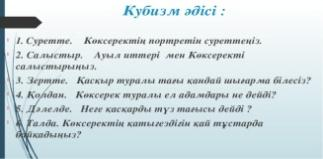 Кубизм әдісі :
1. Суретте. Көксеректің портретін суреттеңіз.
2. Салыстыр. Ауыл иттері мен Көксеректі
салыстырыңыз.
3. Зертте. Қасқыр туралы тағы қандай шығарма білесіз?
4. Қолдан. Көксерек туралы ел адамдары не дейді?
5. Дәлелде. Неге қасқарды түз тағысы дейді ?
6. Талда. Көксеректің қатыгездігін қай тұстарда
байқадыңыз?